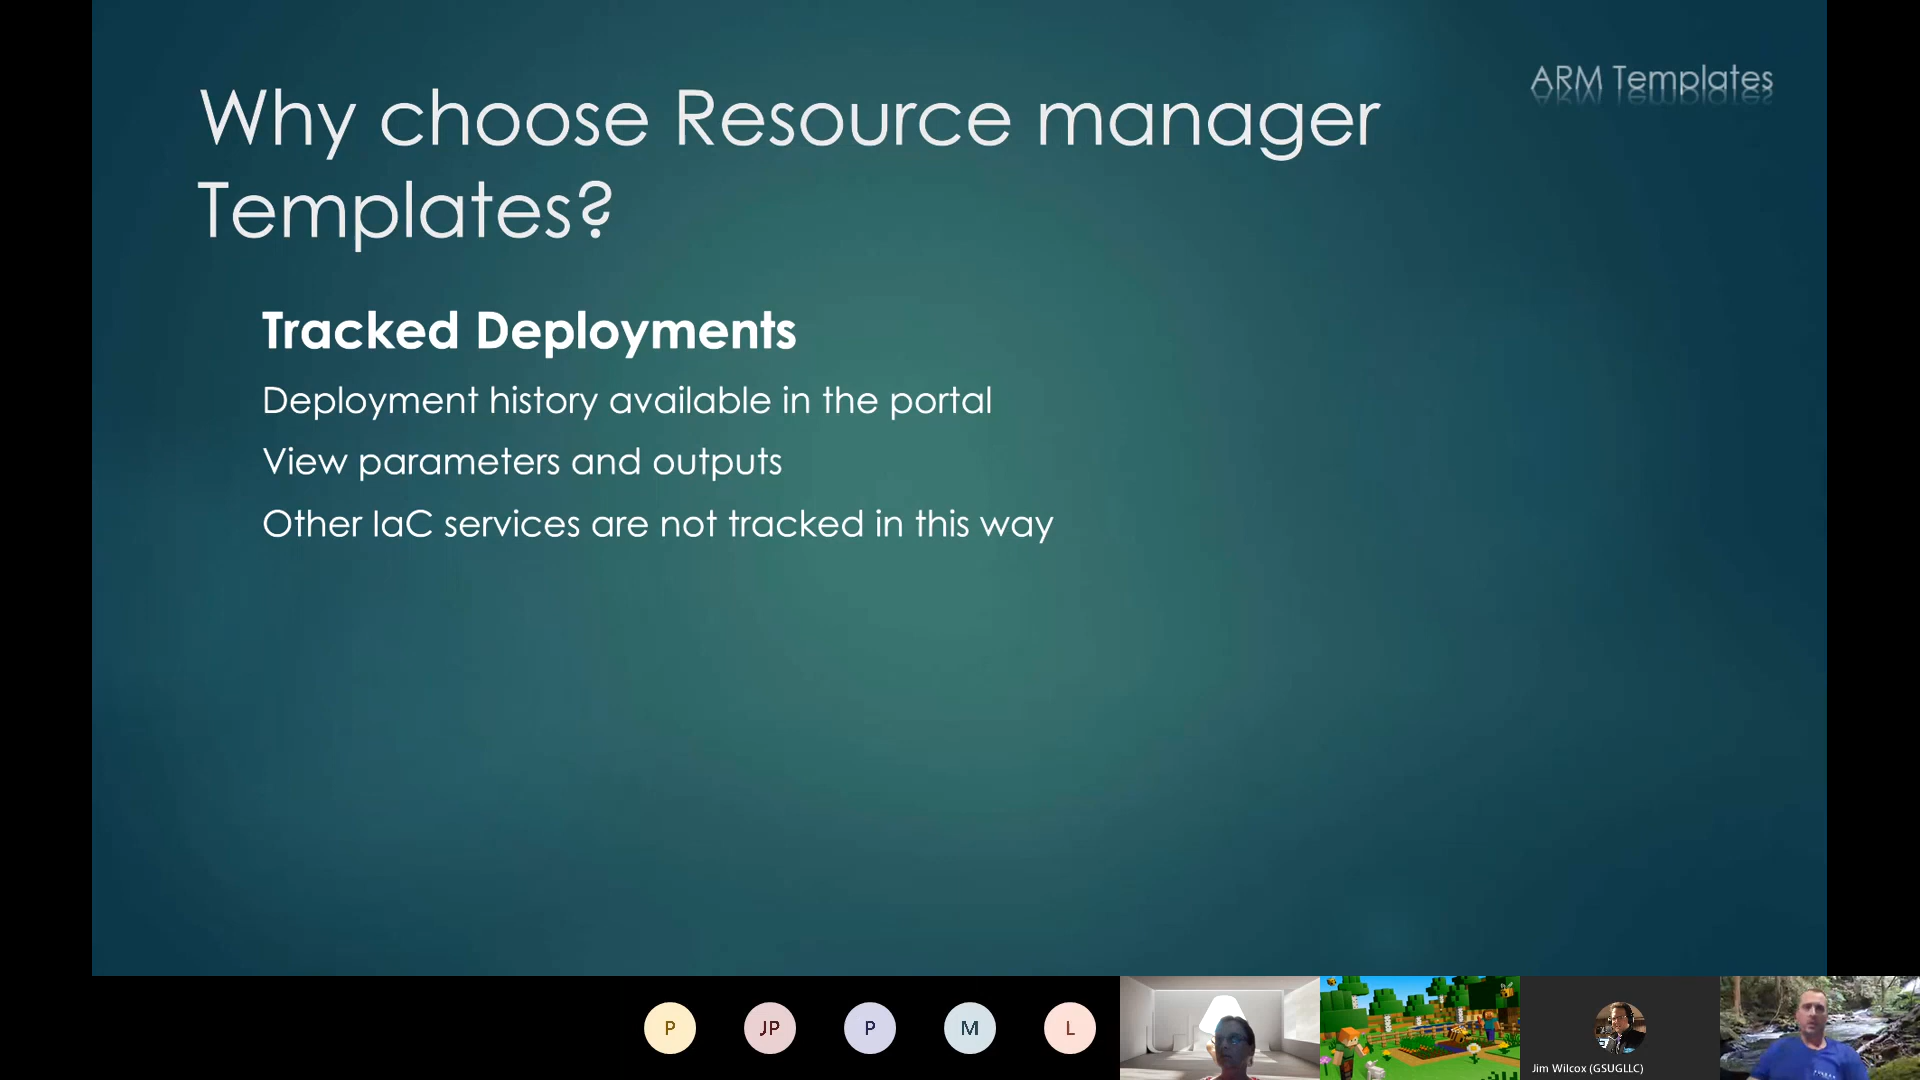 ARM Templates
Why choose Resource manager
Templates?
Tracked Deployments
Deployment history available in the portal
View parameters and outputs
Other IaC services are not tracked in this way
P
JP
P
M
L
Jim Wilcox (GSUGLLC)